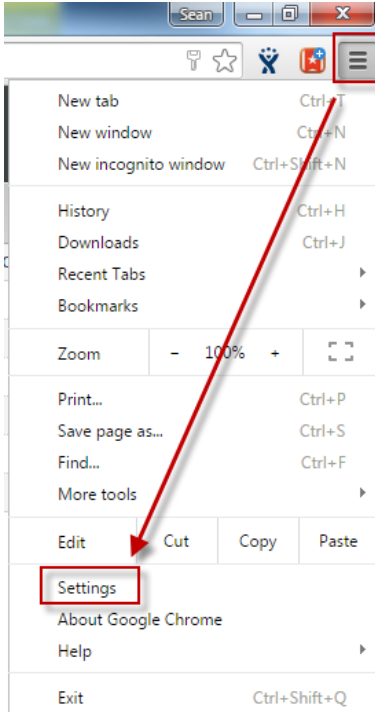 Sean
New tab Ctrl+T
New window Ctrl+N
New incognito window Ctrl+Shift+N
History Ctrl+H
Downloads Ctrl+J
Recent Tabs
Bookmarks
Zoom - 100% +
Print... Ctrl+P
Save page as... Ctrl+S
Find... Ctrl+F
More tools
Edit Cut Copy Paste
Settings
About Google Chrome
Help
Exit Ctrl+Shift+Q